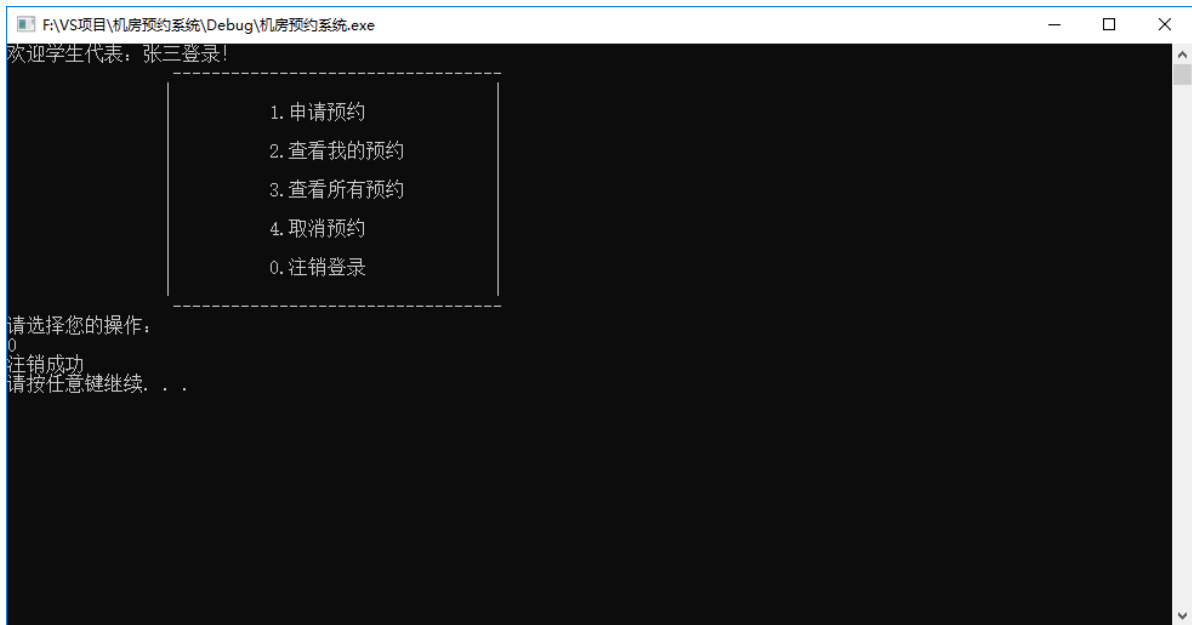 F:\VS项目\机房预约系统\Debug\机房预约系统.exe
欢迎学生代表：张三登录!
----------------------------------
1.申请预约
2.查看我的预约
3.查看所有预约
4.取消预约
0.注销登录
----------------------------------
请选择您的操作：
0
注销成功
请按任意键继续. . .